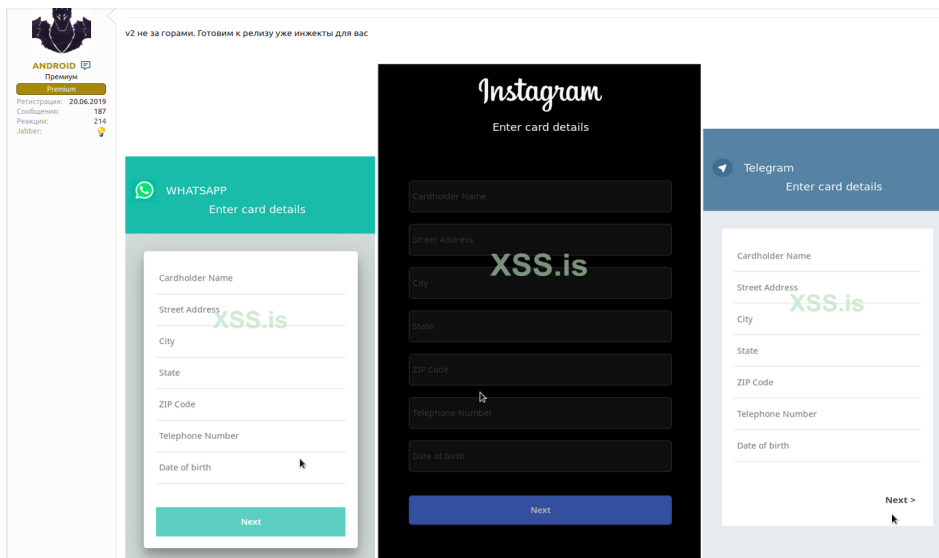 v2 не за горами. Готовим к релизу уже инжекты для вас
ANDROID
Премиум
Premium
Регистрация: 20.06.2019
Сообщения: 187
Реакции: 214
Jabber:
WHATSAPP
Enter card details
Cardholder Name
Street Address
XSS.is
City
State
ZIP Code
Telephone Number
Date of birth
Next
Instagram
Enter card details
Cardholder Name
Street Address
XSS.is
City
State
ZIP Code
Telephone Number
Date of birth
Next
Telegram
Enter card details
Cardholder Name
Street Address
XSS.is
City
State
ZIP Code
Telephone Number
Date of birth
Next >